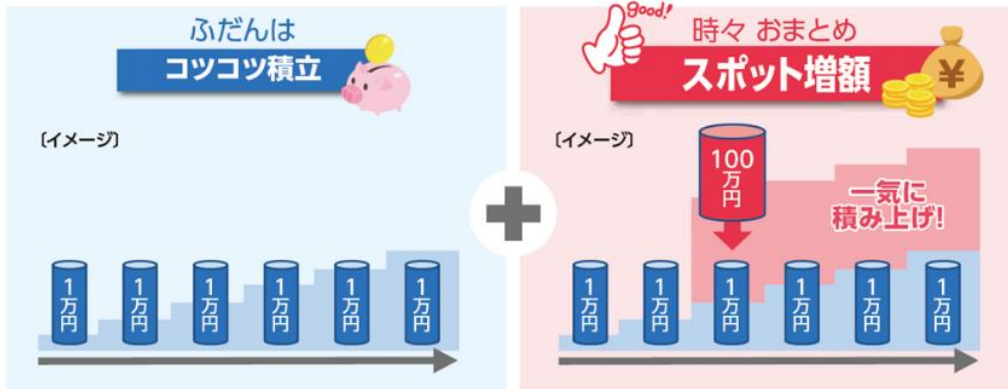 ふだんは
コツコツ積立
〔イメージ〕
1万円
1万円
1万円
1万円
1万円
1万円
good!
時々 おまとめ
スポット増額
¥
〔イメージ〕
100万円
一気に
積み上げ!
1万円
1万円
1万円
1万円
1万円
1万円